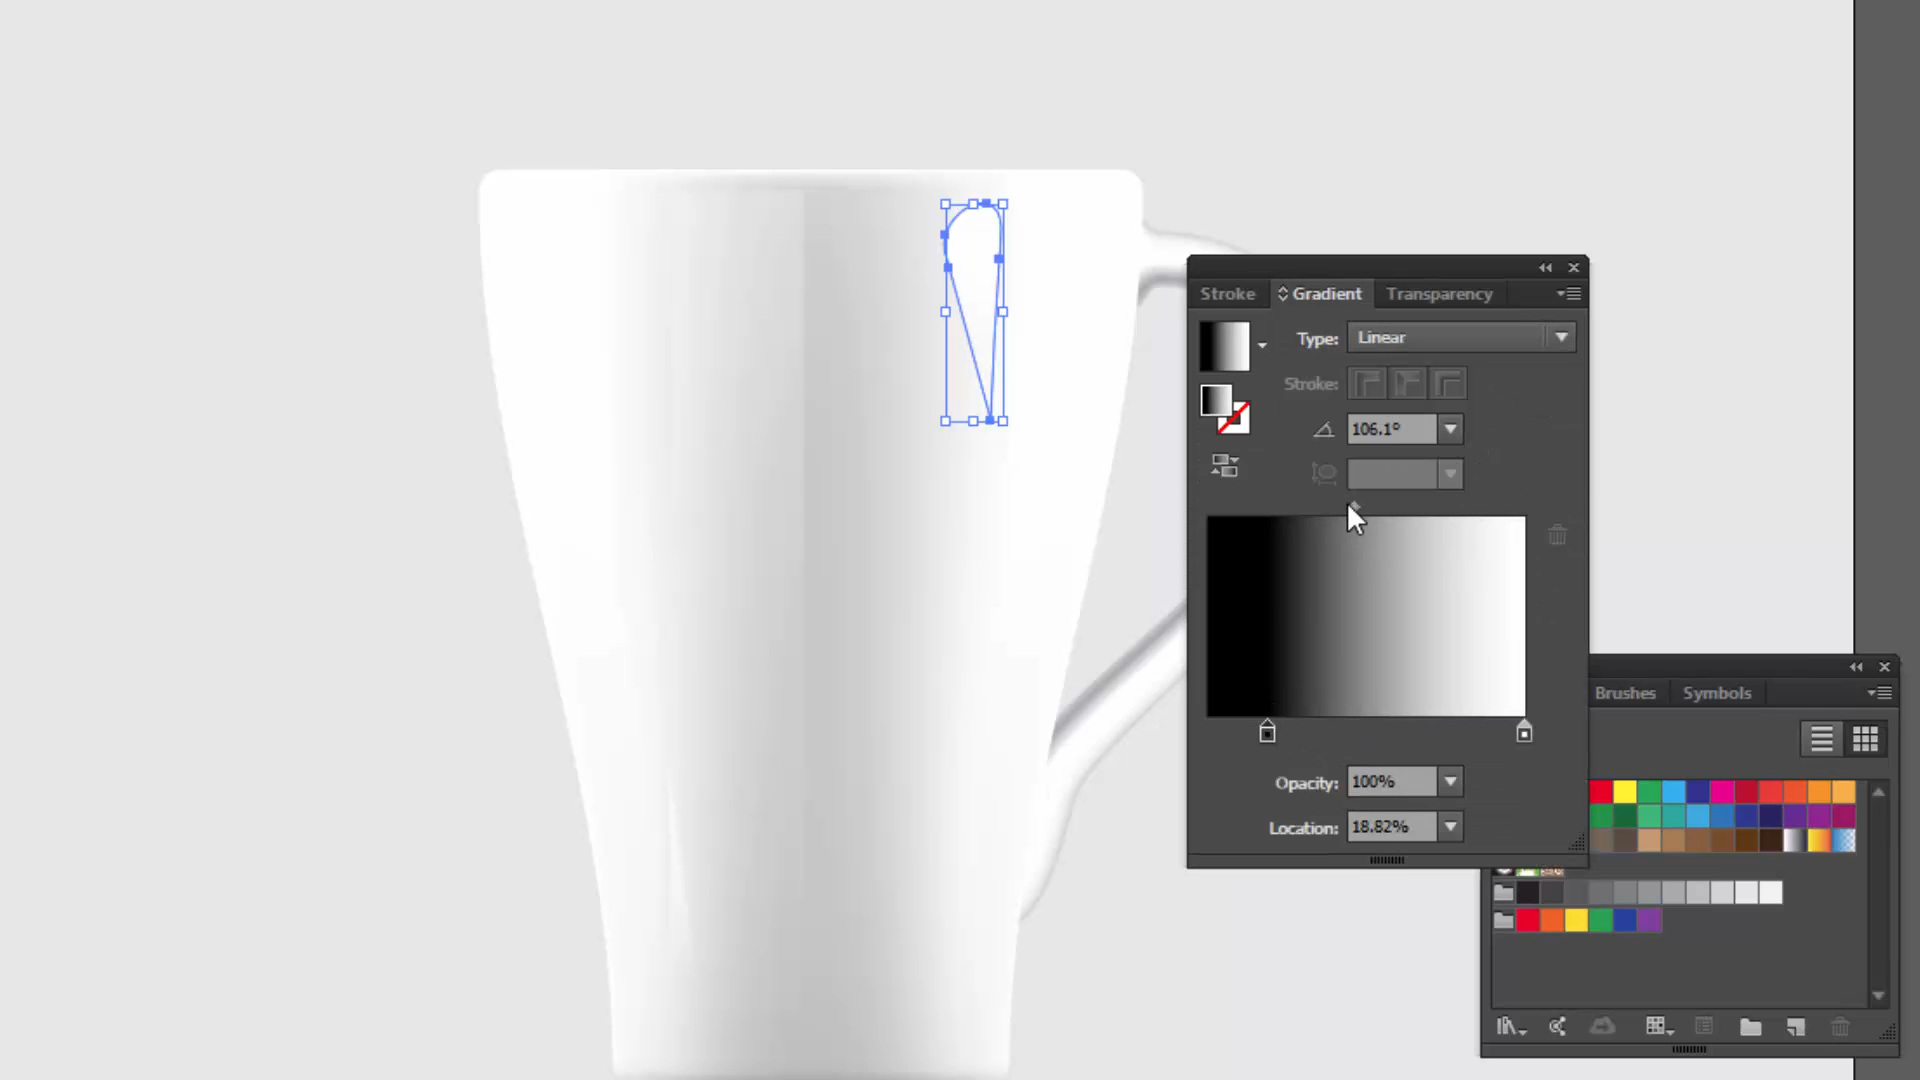 Stroke Gradient Transparency
Type: Linear
Stroke:
106.1°
Brushes Symbols
Opacity: 100%
Location: 18.82%